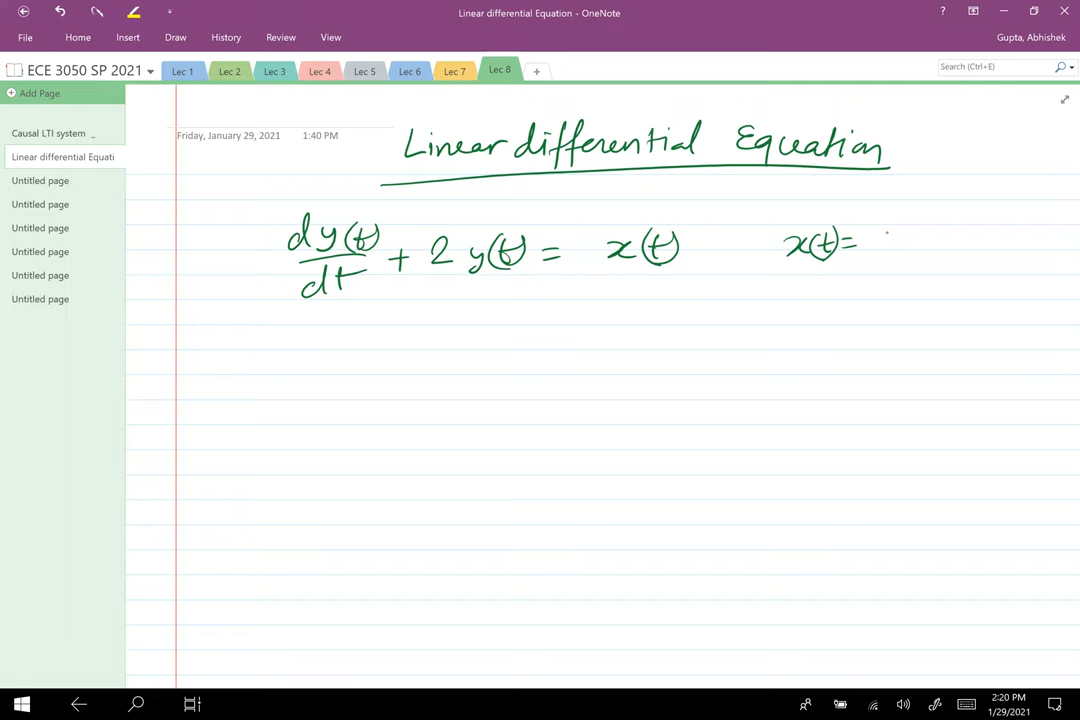 Linear differential Equation - OneNote
?
File Home Insert Draw History Review View
Gupta, Abhishek
ECE 3050 SP 2021
Lec 1 Lec 2 Lec 3 Lec 4 Lec 5 Lec 6 Lec 7 Lec 8 +
Search (Ctrl+E)
Add Page
Causal LTI system _
Linear differential Equati
Untitled page
Untitled page
Untitled page
Untitled page
Untitled page
Untitled page
Friday, January 29, 2021 1:40 PM
Linear differential Equation
dy(t)/dt + 2 y(t) = x(t) x(t)=
2:20 PM
1/29/2021